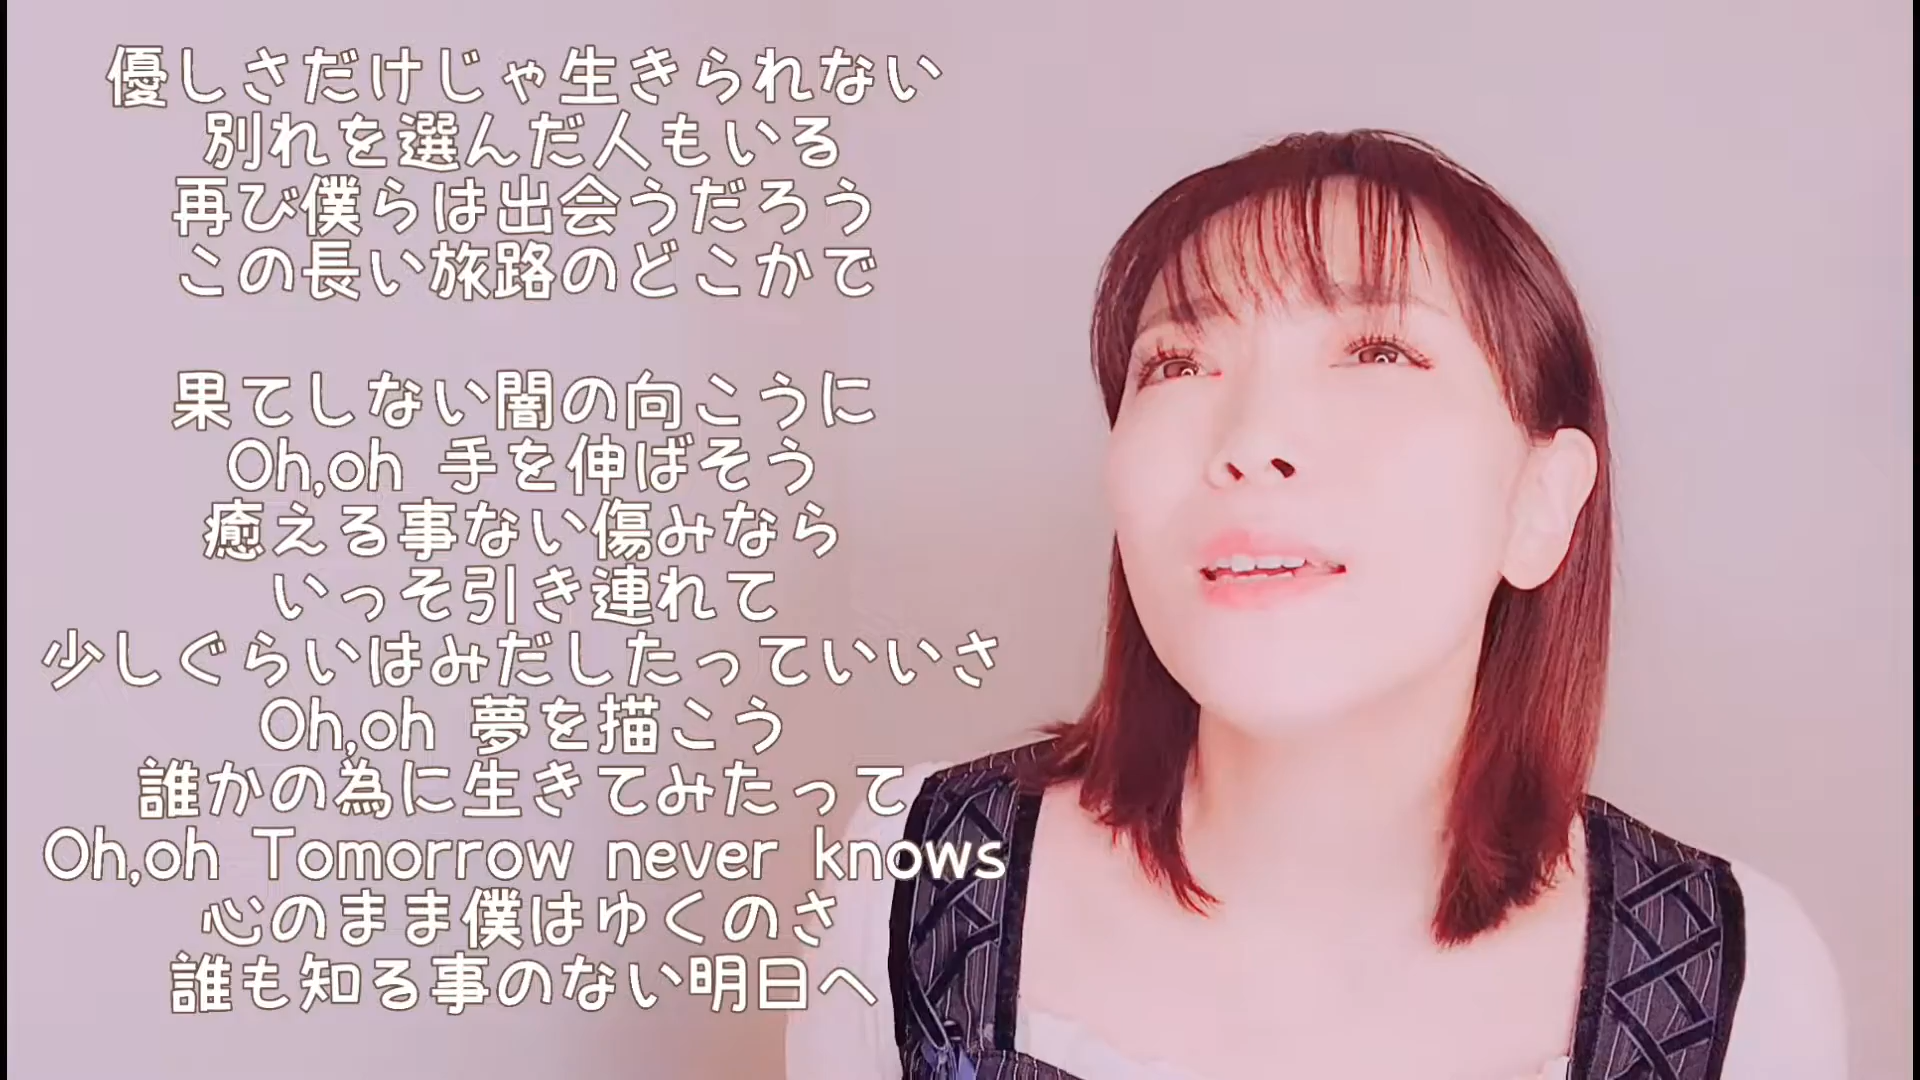 優しさだけじゃ生きられない
別れを選んだ人もいる
再び僕らは出会うだろう
この長い旅路のどこかで
果てしない闇の向こうに
Oh,oh 手を伸ばそう
癒える事ない傷みなら
いっそ引き連れて
少しぐらいはみだしたっていいさ
Oh,oh 夢を描こう
誰かの為に生きてみたって
Oh,oh Tomorrow never knows
心のまま僕はゆくのさ
誰も知る事のない明日へ